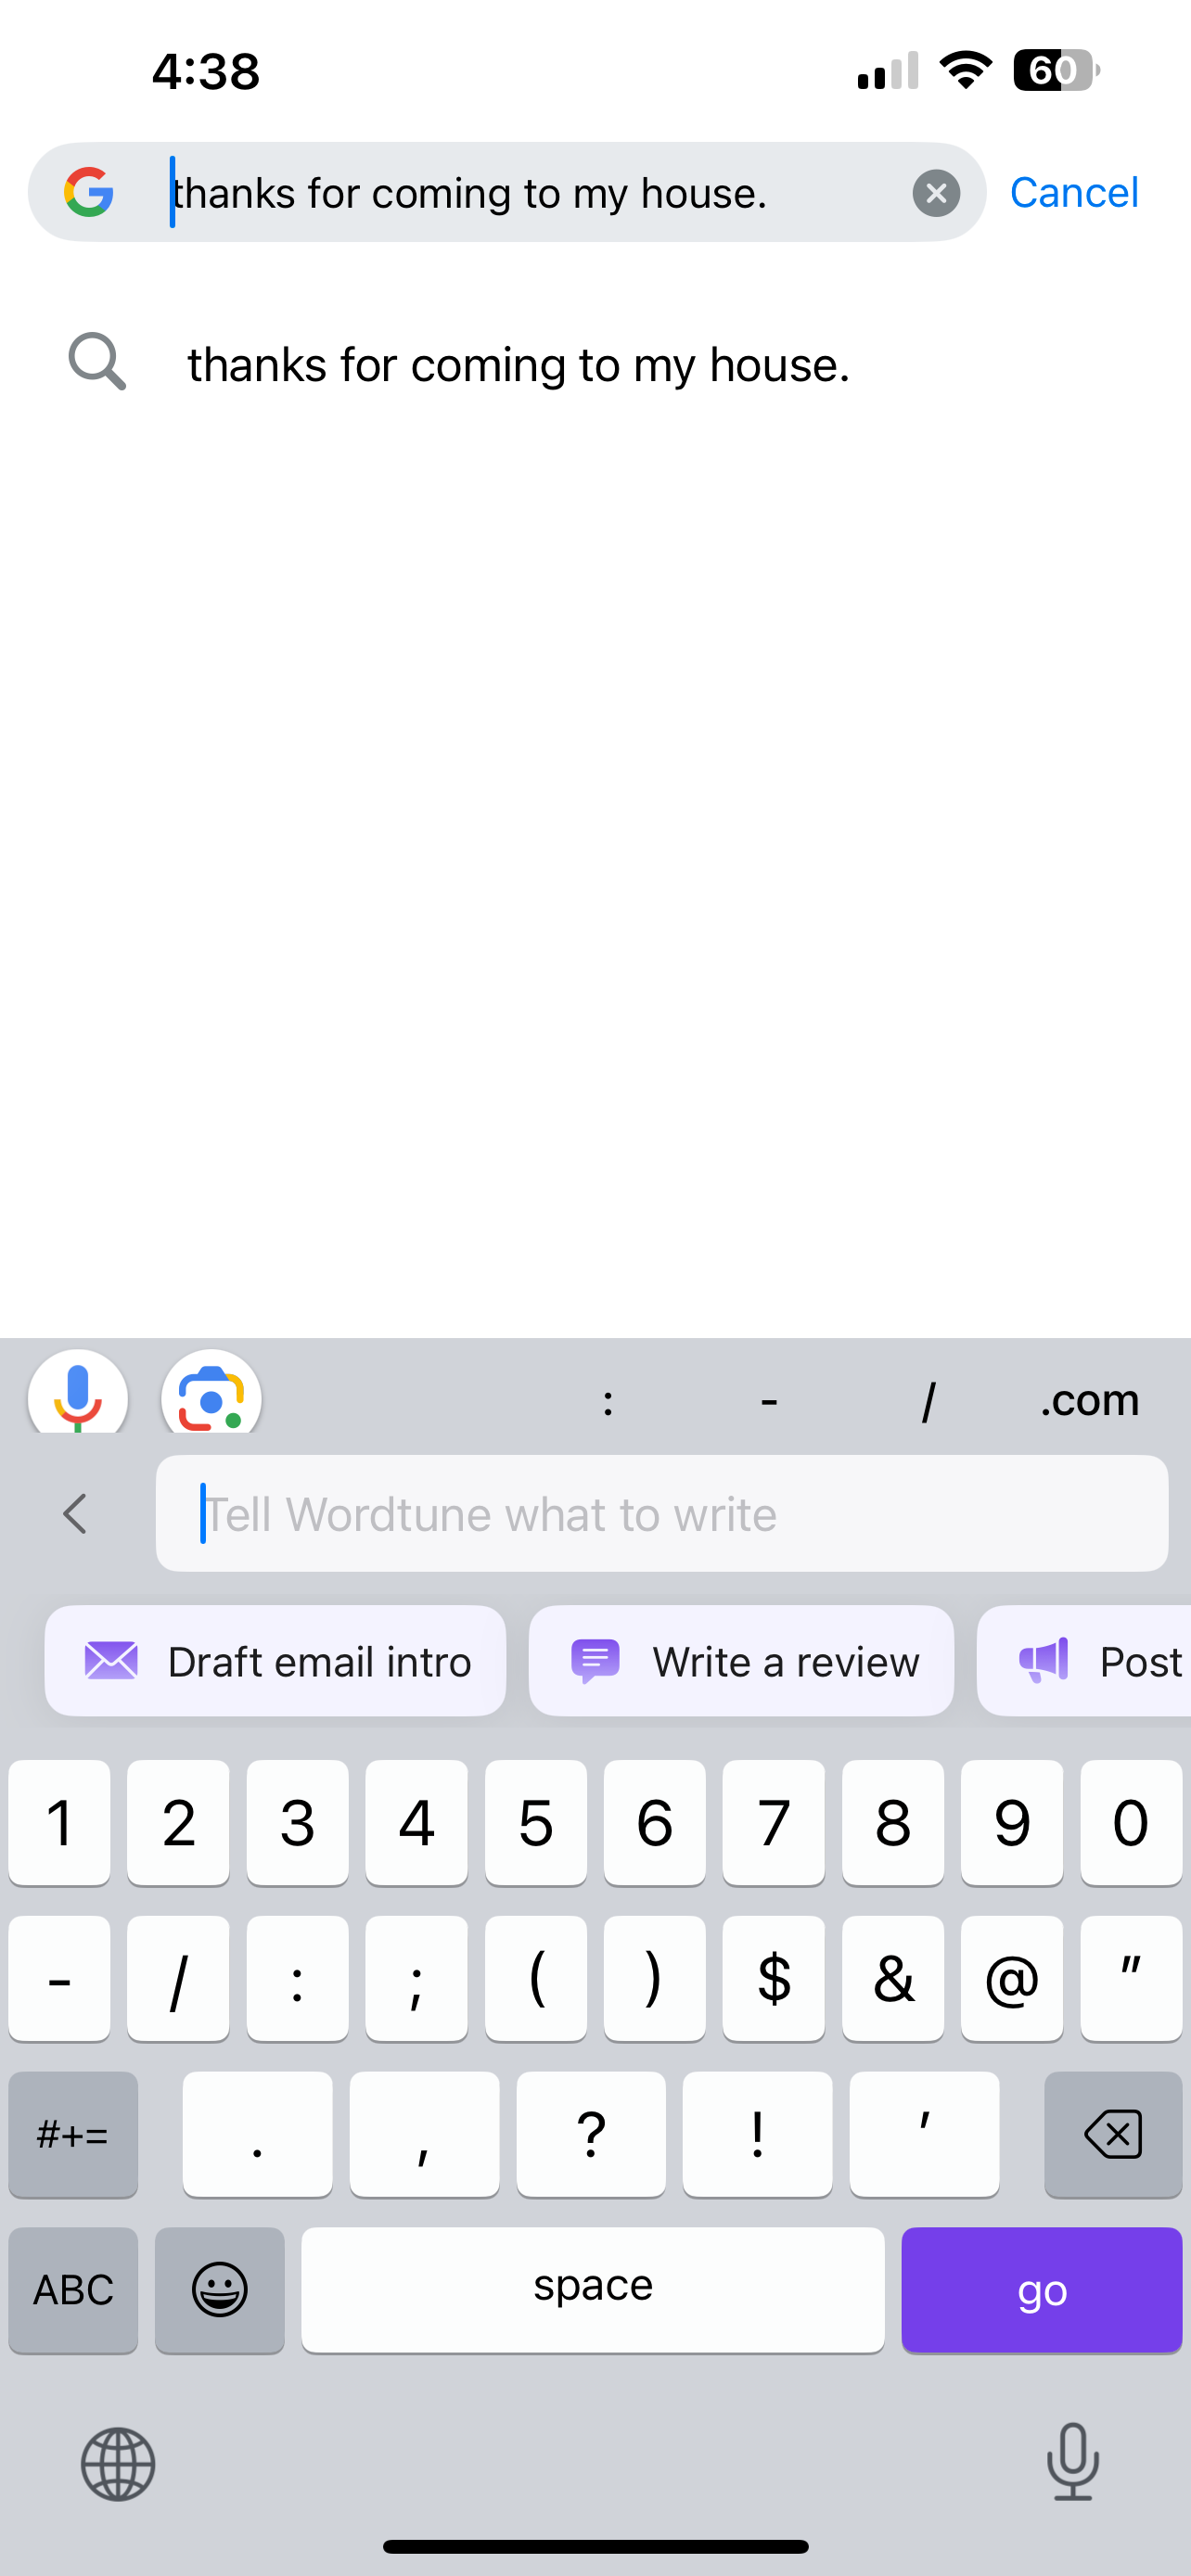 4:38
60
thanks for coming to my house.
Cancel
thanks for coming to my house.
: - / .com
Tell Wordtune what to write
Draft email intro
Write a review
Post
1 2 3 4 5 6 7 8 9 0
- / : ; ( ) $ & @ "
#+= . , ? ! '
ABC space go